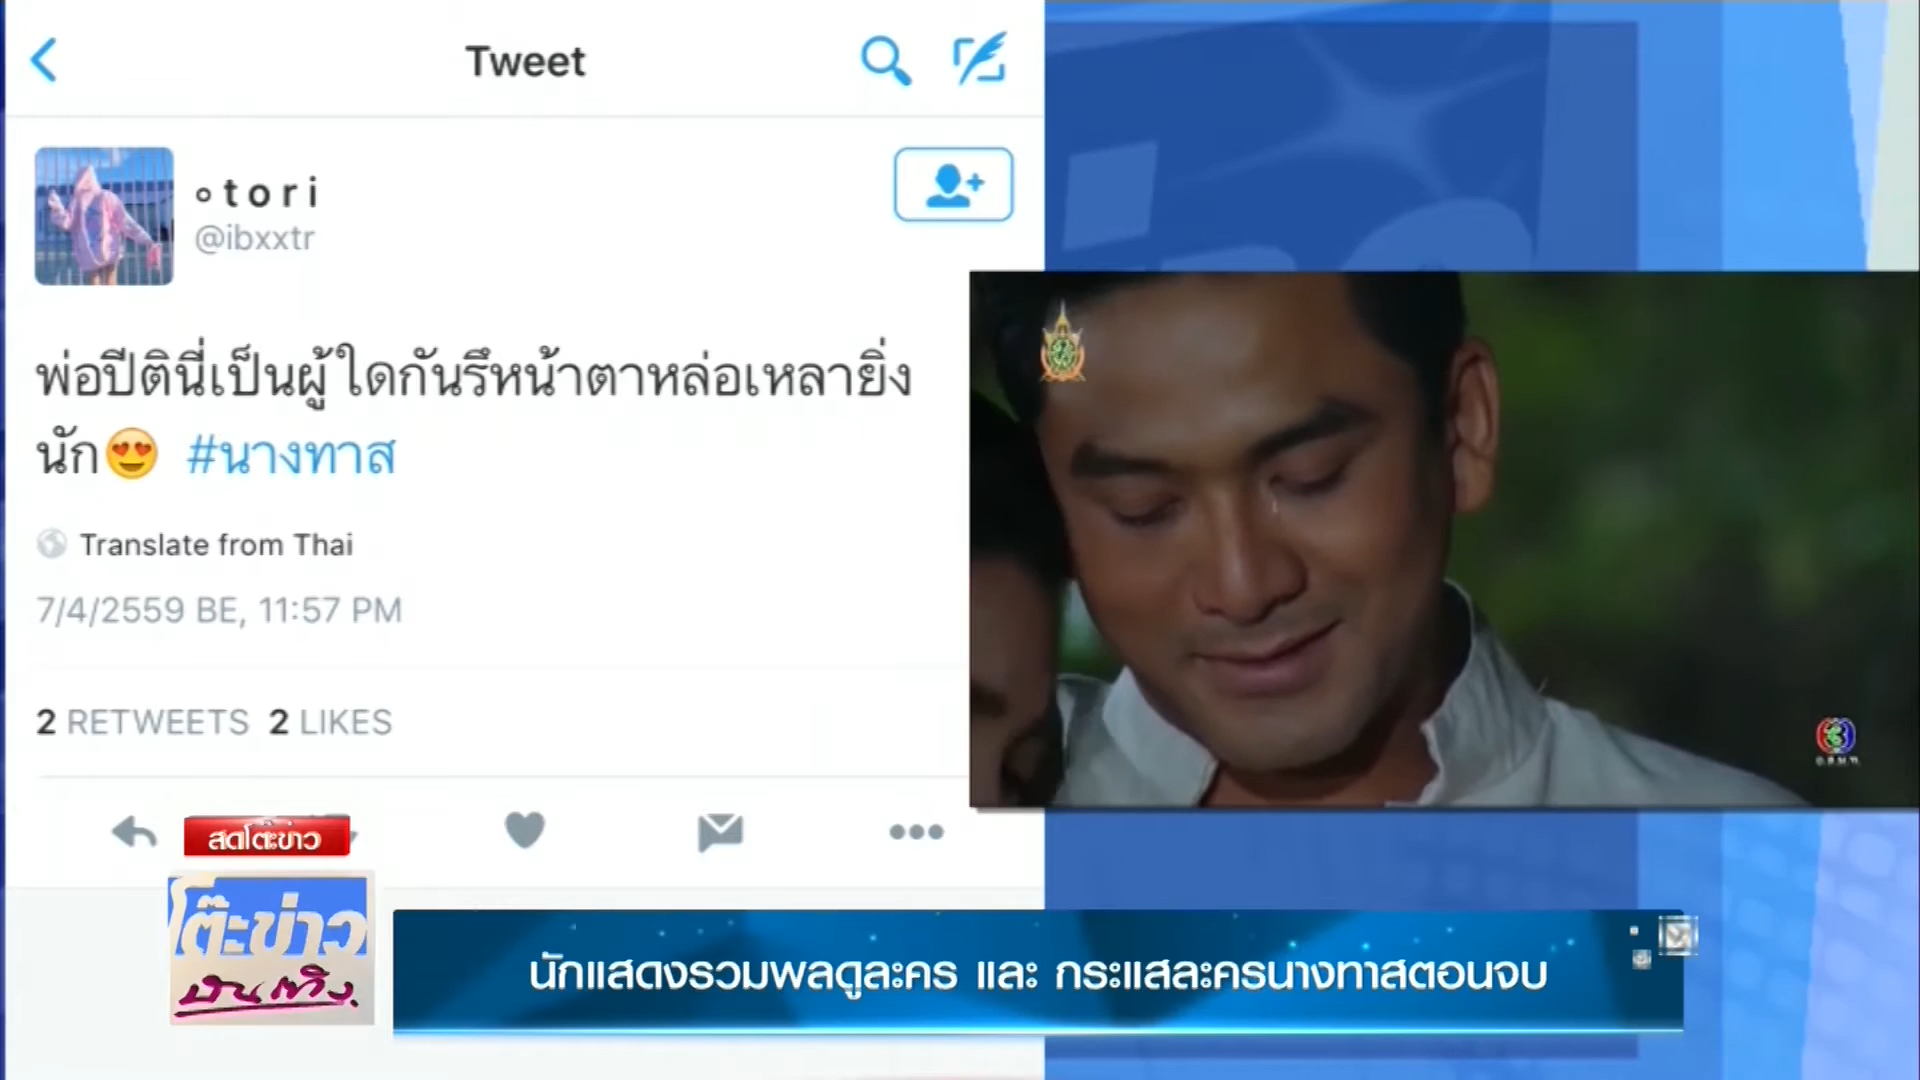 Tweet
∘ t o r i
@ibxxtr
พ่อปีตินี่เป็นผู้ใดกันรึหน้าตาหล่อเหลายิ่ง
นัก😍 #นางทาส
Translate from Thai
7/4/2559 BE, 11:57 PM
2 RETWEETS 2 LIKES
สดโต๊ะข่าว
โต๊ะข่าว
บันเทิง
นักแสดงรวมพลดูละคร และ กระแสละครนางทาสตอนจบ